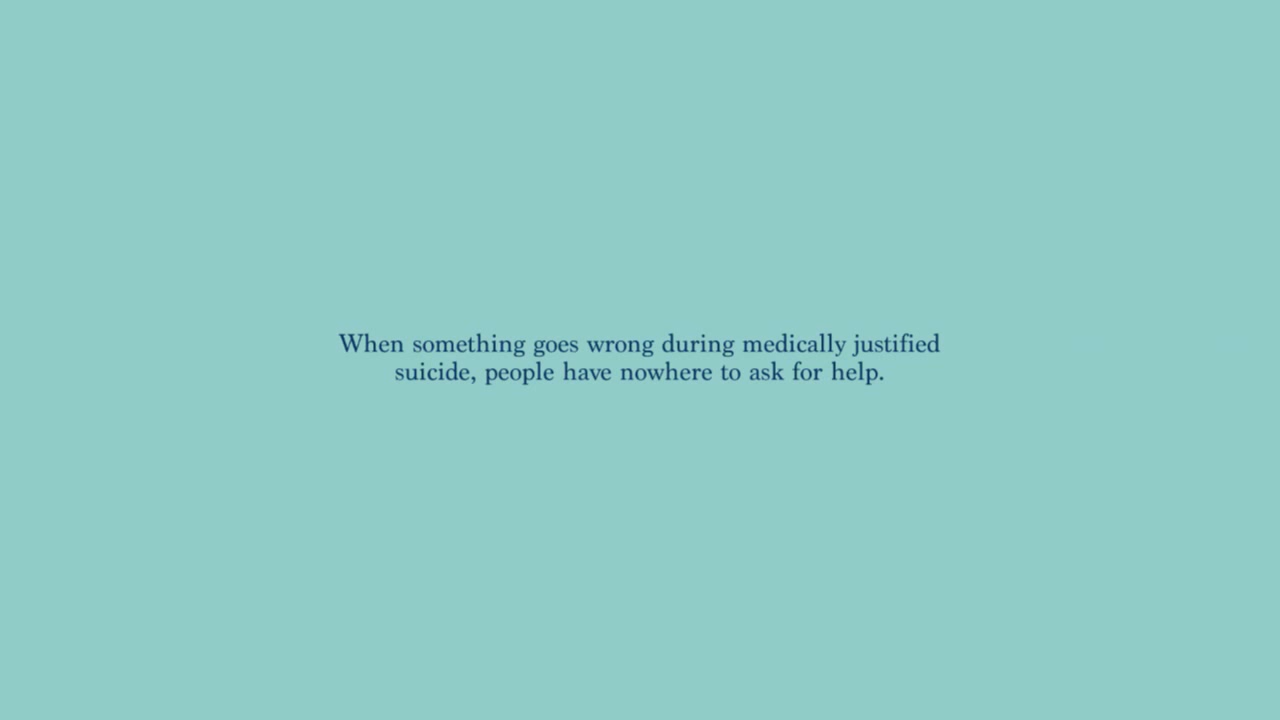 When something goes wrong during medically justified
suicide, people have nowhere to ask for help.